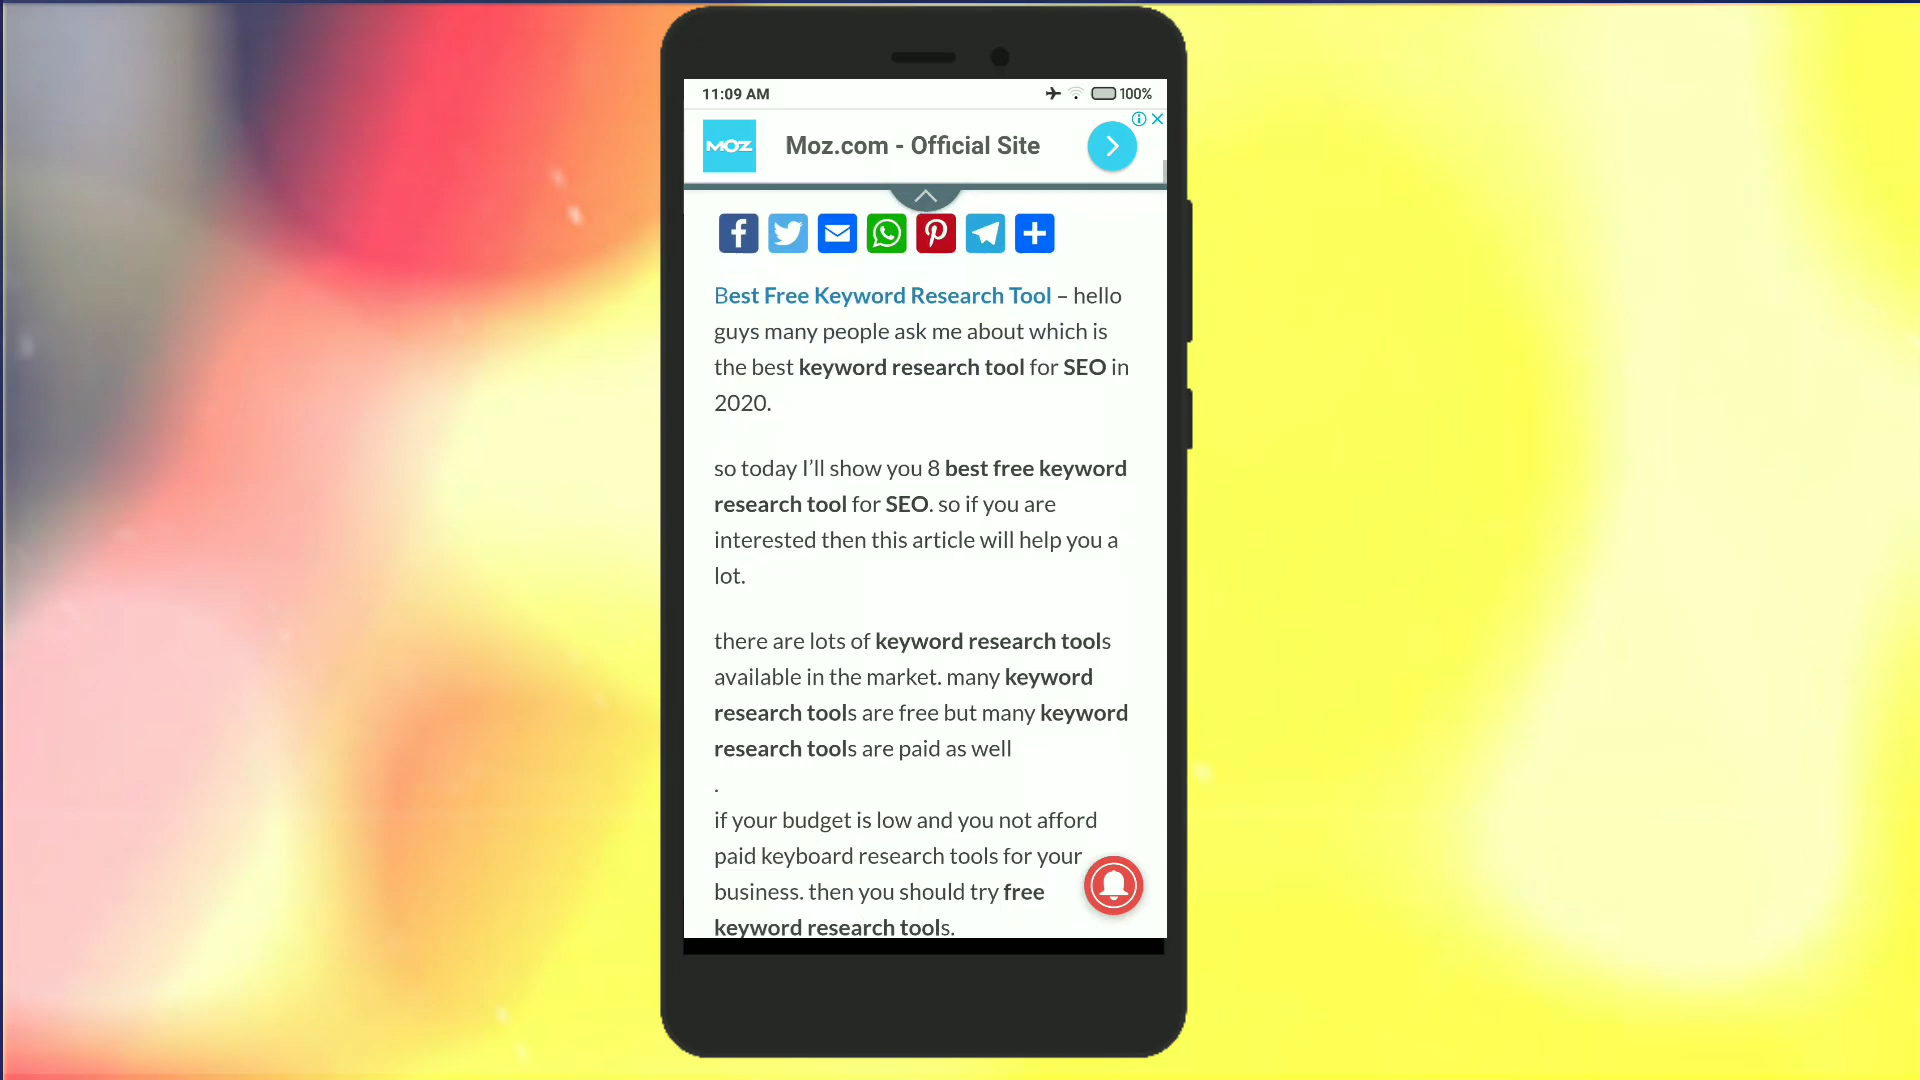 11:09 AM
100%
MOZ
Moz.com - Official Site
Best Free Keyword Research Tool – hello
guys many people ask me about which is
the best keyword research tool for SEO in
2020.
so today I’ll show you 8 best free keyword
research tool for SEO. so if you are
interested then this article will help you a
lot.
there are lots of keyword research tools
available in the market. many keyword
research tools are free but many keyword
research tools are paid as well
.
if your budget is low and you not afford
paid keyboard research tools for your
business. then you should try free
keyword research tools.